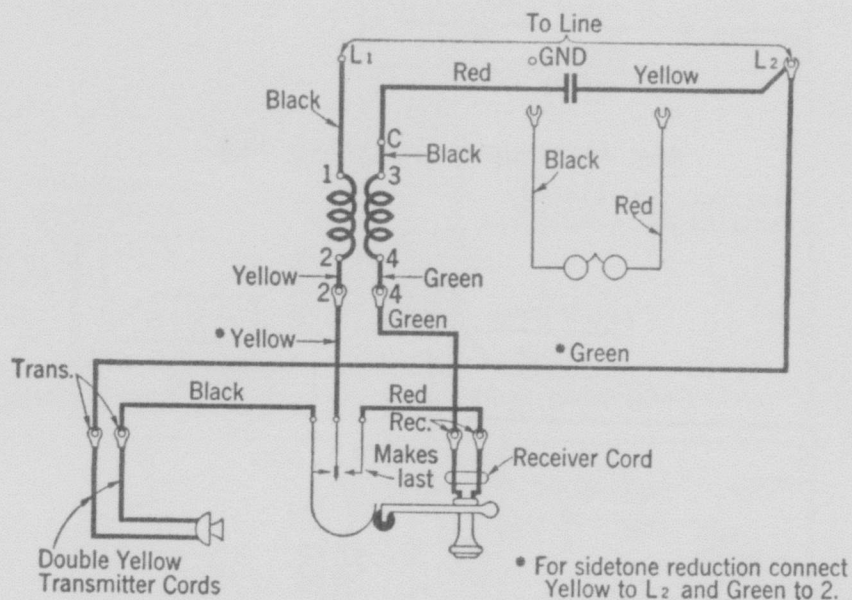 To Line
L1
GND
L2
Red
Yellow
Black
C
Black
1
3
Black
Red
2
4
Yellow
Green
2
4
Green
• Yellow
• Green
Trans.
Black
Red
Rec.
Makes
last
Receiver Cord
Double Yellow
Transmitter Cords
• For sidetone reduction connect
Yellow to L2 and Green to 2.